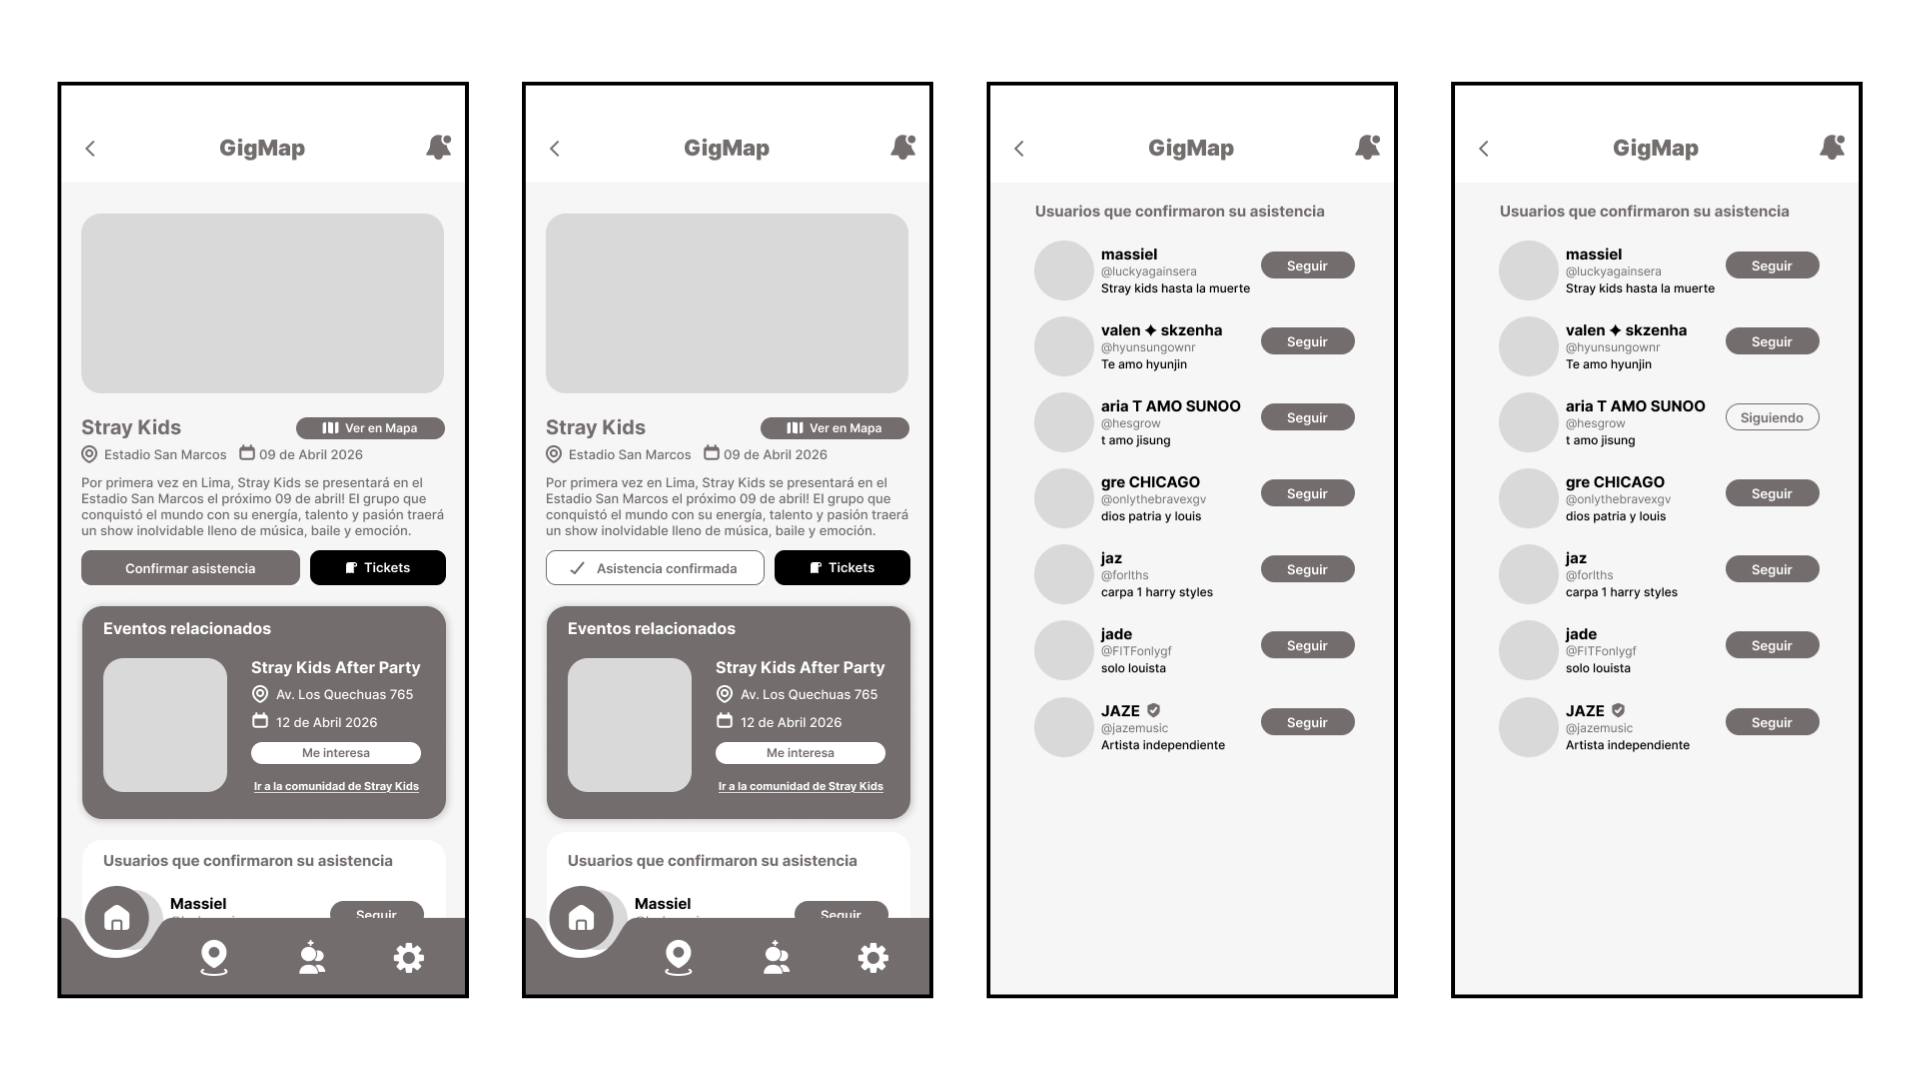 GigMap
Stray Kids
Ver en Mapa
Estadio San Marcos
09 de Abril 2026
Por primera vez en Lima, Stray Kids se presentará en el
Estadio San Marcos el próximo 09 de abril! El grupo que
conquistó el mundo con su energía, talento y pasión traerá
un show inolvidable lleno de música, baile y emoción.
Confirmar asistencia
Tickets
Eventos relacionados
Stray Kids After Party
Av. Los Quechuas 765
12 de Abril 2026
Me interesa
Ir a la comunidad de Stray Kids
Usuarios que confirmaron su asistencia
Massiel
Seguir
GigMap
Stray Kids
Ver en Mapa
Estadio San Marcos
09 de Abril 2026
Por primera vez en Lima, Stray Kids se presentará en el
Estadio San Marcos el próximo 09 de abril! El grupo que
conquistó el mundo con su energía, talento y pasión traerá
un show inolvidable lleno de música, baile y emoción.
Asistencia confirmada
Tickets
Eventos relacionados
Stray Kids After Party
Av. Los Quechuas 765
12 de Abril 2026
Me interesa
Ir a la comunidad de Stray Kids
Usuarios que confirmaron su asistencia
Massiel
Seguir
GigMap
Usuarios que confirmaron su asistencia
massiel
@luckyagainsera
Stray kids hasta la muerte
Seguir
valen ✦ skzenha
@hyunsungownr
Te amo hyunjin
Seguir
aria T AMO SUNOO
@hesgrow
t amo jisung
Seguir
gre CHICAGO
@onlythebravexgv
dios patria y louis
Seguir
jaz
@forlths
carpa 1 harry styles
Seguir
jade
@FITFonlygf
solo louista
Seguir
JAZE
@jazemusic
Artista independiente
Seguir
GigMap
Usuarios que confirmaron su asistencia
massiel
@luckyagainsera
Stray kids hasta la muerte
Seguir
valen ✦ skzenha
@hyunsungownr
Te amo hyunjin
Seguir
aria T AMO SUNOO
@hesgrow
t amo jisung
Siguiendo
gre CHICAGO
@onlythebravexgv
dios patria y louis
Seguir
jaz
@forlths
carpa 1 harry styles
Seguir
jade
@FITFonlygf
solo louista
Seguir
JAZE
@jazemusic
Artista independiente
Seguir